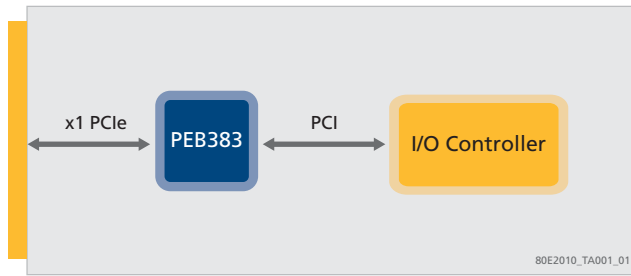 x1 PCIe
PEB383
PCI
I/O Controller
80E2010_TA001_01